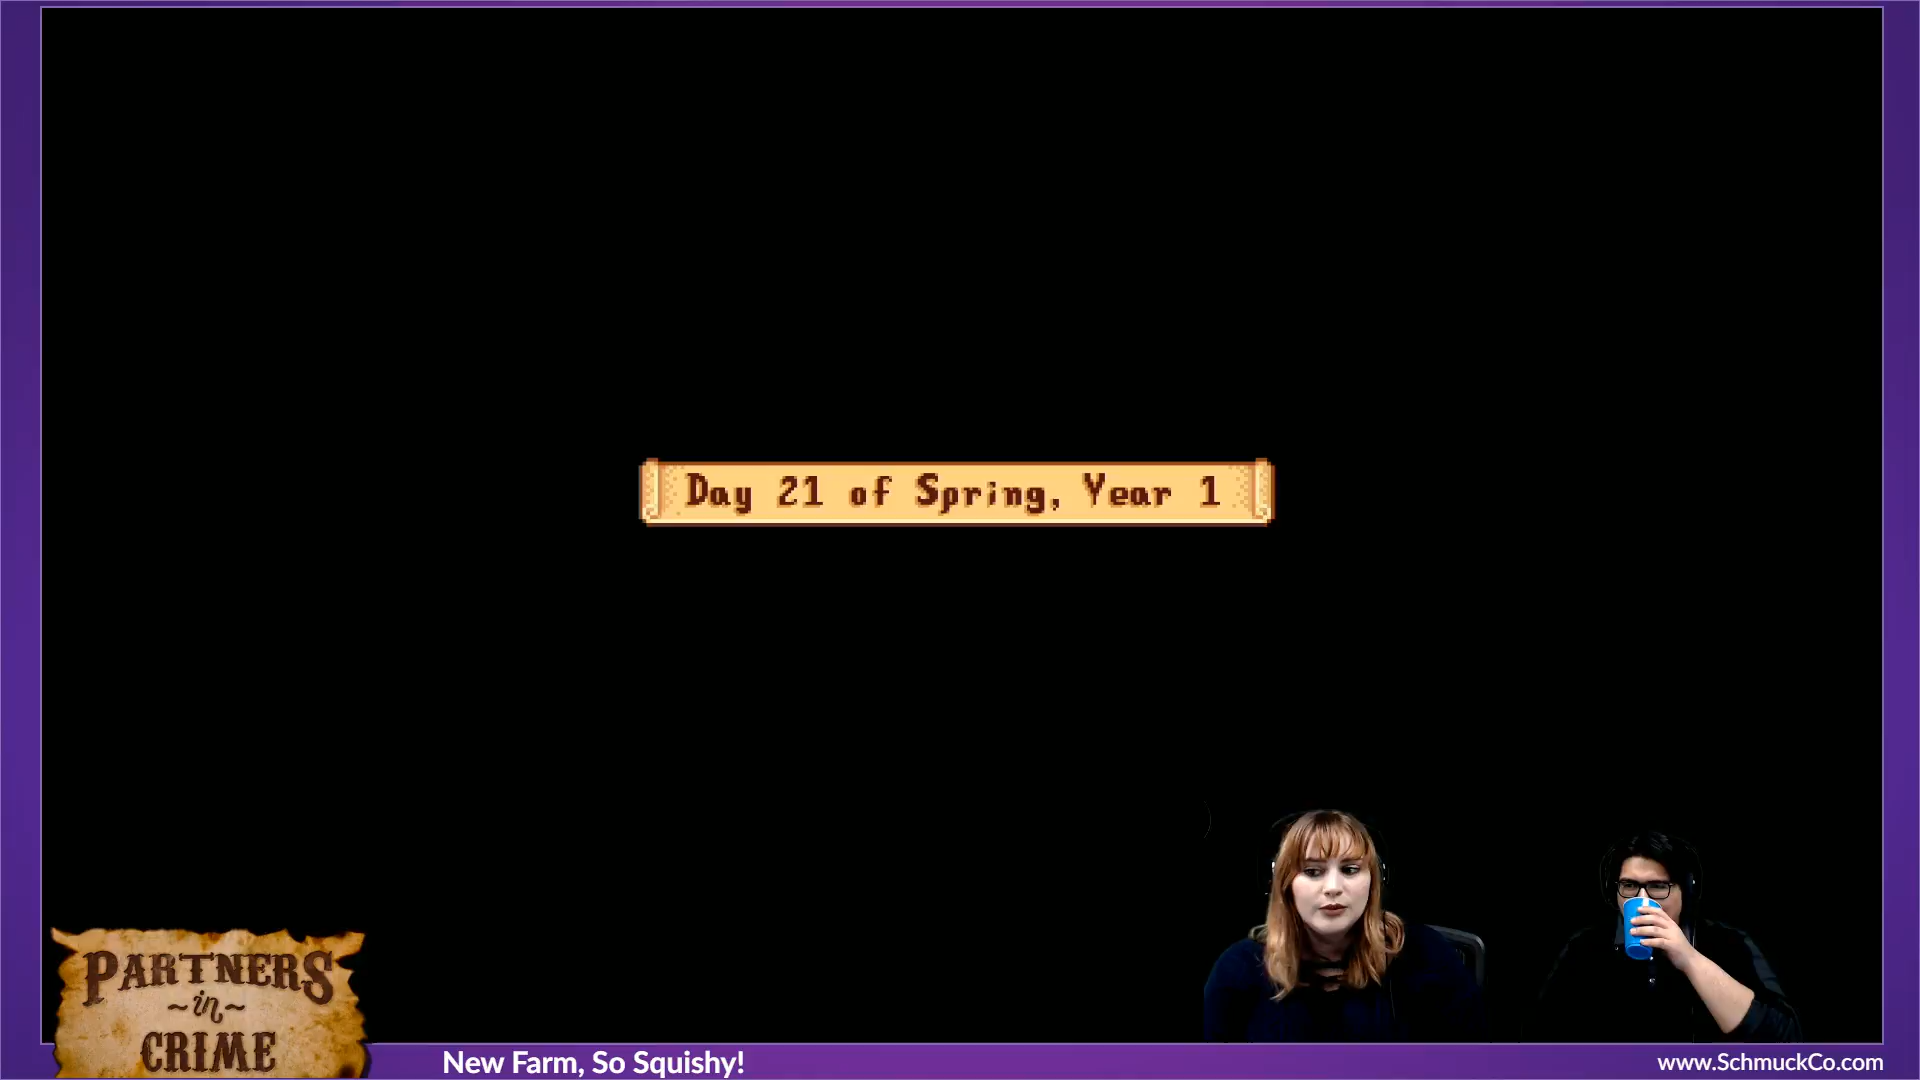 Day 21 of Spring, Year 1
PARTNERS
~in~
CRIME
New Farm, So Squishy!
www.SchmuckCo.com